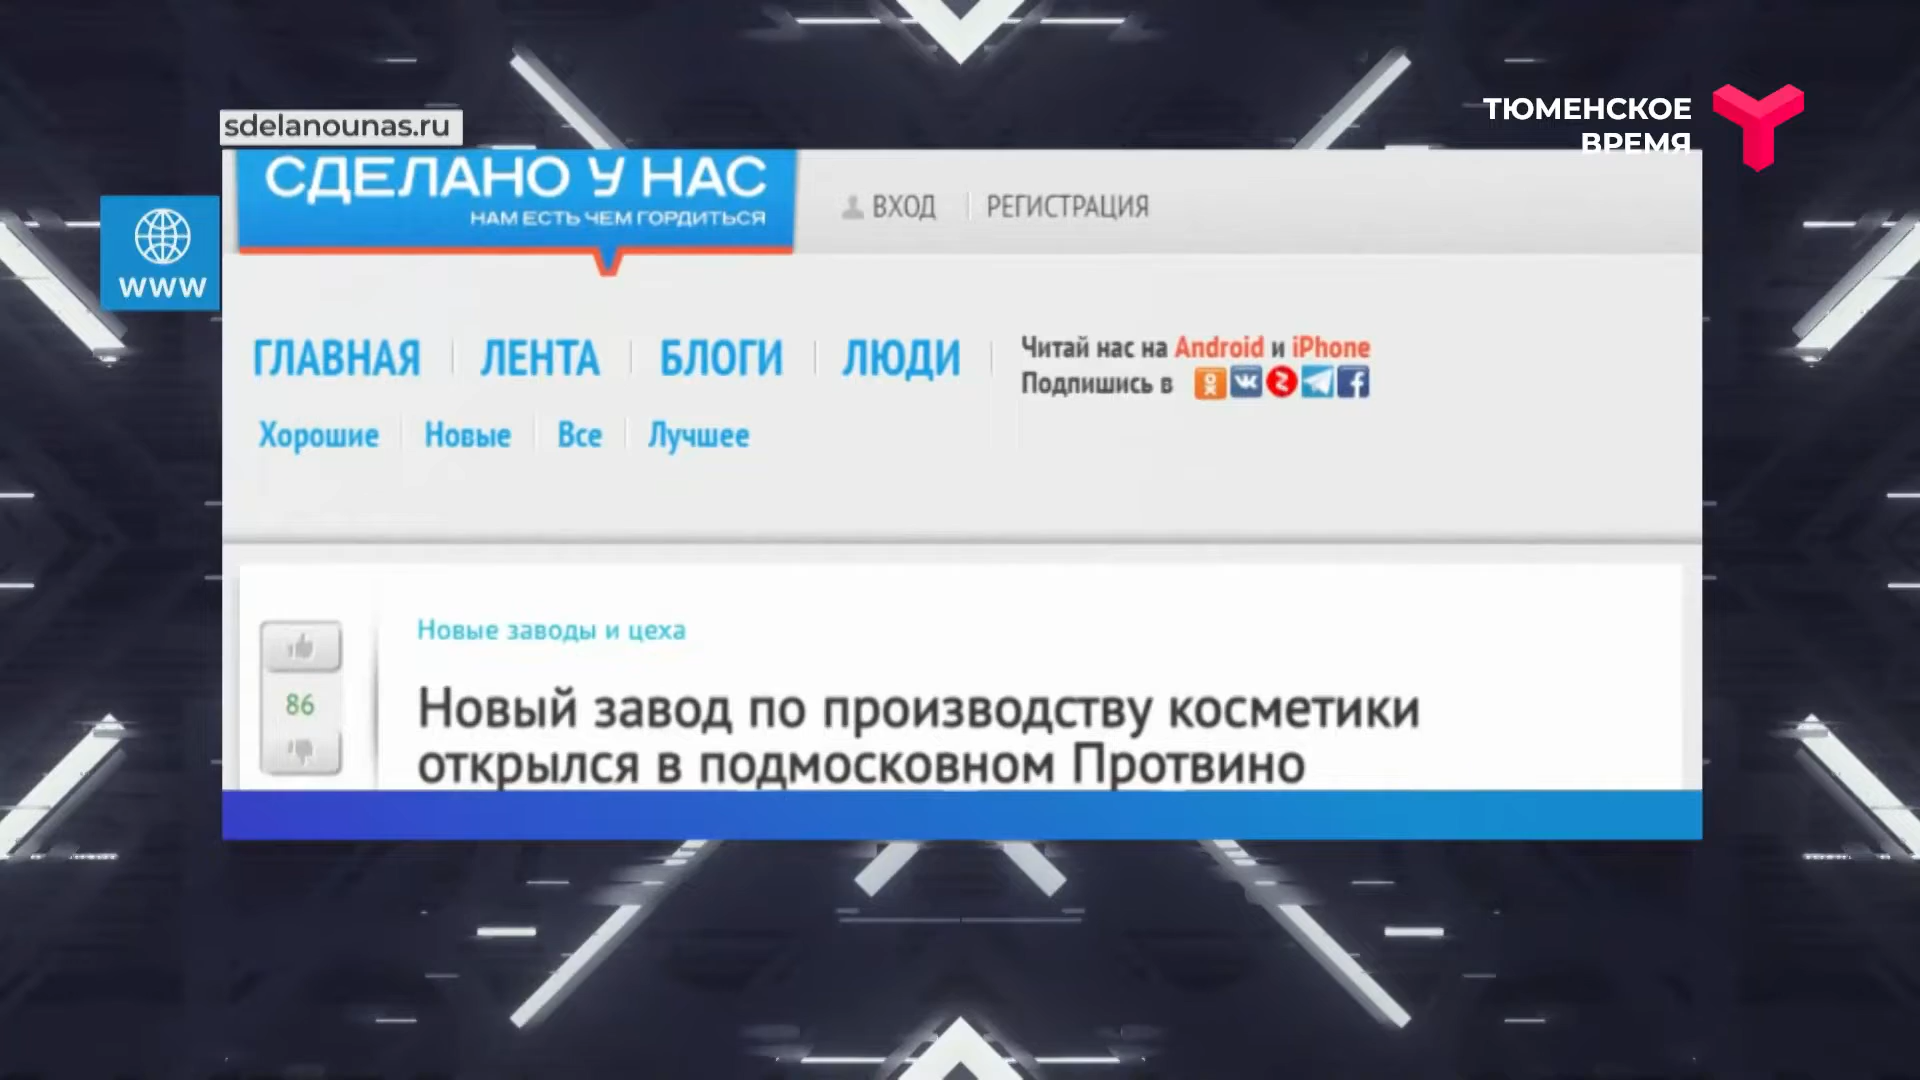 ТЮМЕНСКОЕ
ВРЕМЯ
sdelanounas.ru
СДЕЛАНО У НАС
НАМ ЕСТЬ ЧЕМ ГОРДИТЬСЯ
ВХОД РЕГИСТРАЦИЯ
www
ГЛАВНАЯ ЛЕНТА БЛОГИ ЛЮДИ
Читай нас на Android и iPhone
Подпишись в
Хорошие Новые Все Лучшее
Новые заводы и цеха
86
Новый завод по производству косметики
открылся в подмосковном Протвино